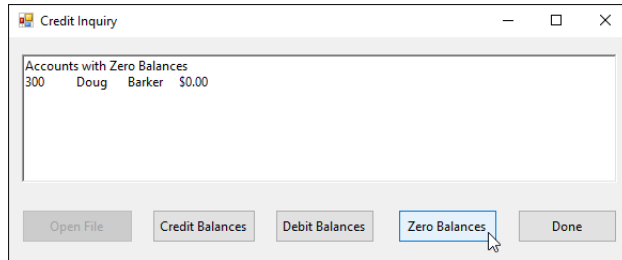 Credit Inquiry
Accounts with Zero Balances
300 Doug Barker $0.00
Open File Credit Balances Debit Balances Zero Balances Done